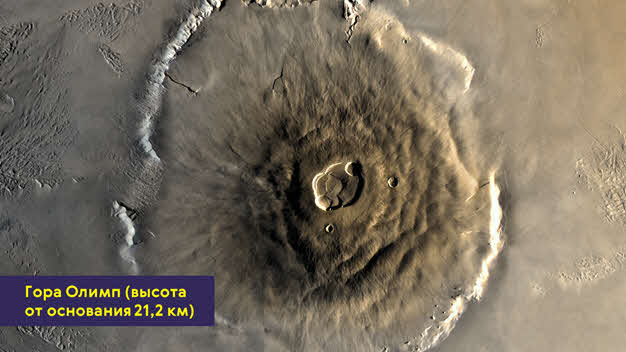 Гора Олимп (высота
от основания 21,2 км)